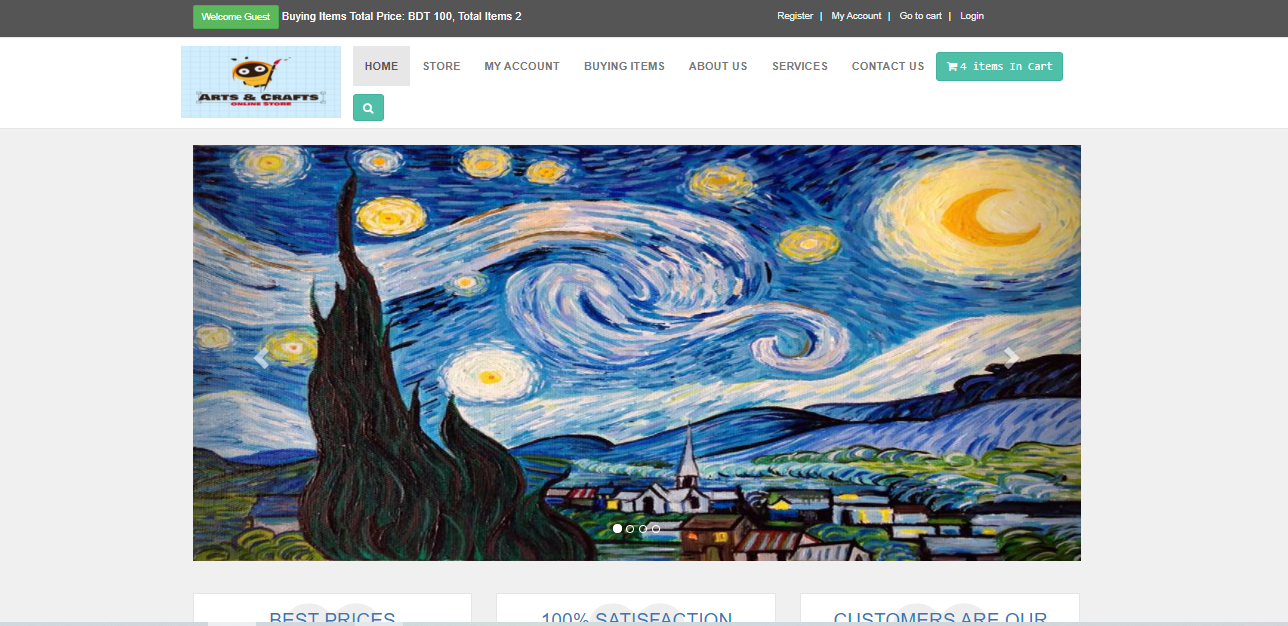 Welcome Guest Buying Items Total Price: BDT 100, Total Items 2
Register | My Account | Go to cart | Login
ARTS & CRAFTS
ONLINE STORE
HOME STORE MY ACCOUNT BUYING ITEMS ABOUT US SERVICES CONTACT US 4 items In Cart
BEST PRICES 100% SATISFACTION CUSTOMERS ARE OUR